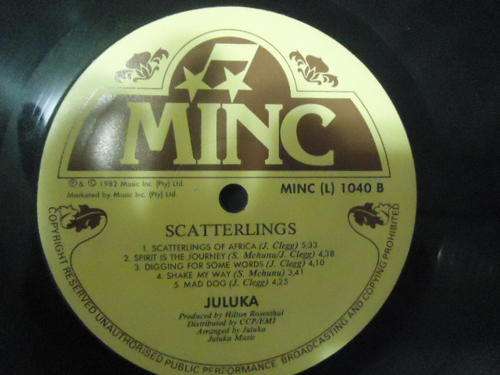 MINC
℗ & © 1982 Music Inc. (Pty) Ltd.
Marketed by Music Inc. (Pty) Ltd.
MINC (L) 1040 B
SCATTERLINGS
1. SCATTERLINGS OF AFRICA (J. Clegg) 5:33
2. SPIRIT IS THE JOURNEY (S. Mchunu/J. Clegg) 4,38
3. DIGGING FOR SOME WORDS (J. Clegg) 4,10
4. SHAKE MY WAY (S. Mchunu) 3,41
5. MAD DOG (J. Clegg) 4,25
JULUKA
Produced by Hilton Rosenthal
Distributed by CCP/EMI
Arranged by Juluka
Juluka Music
COPYRIGHT RESERVED UNAUTHORISED PUBLIC PERFORMANCE BROADCASTING AND COPYING PROHIBITED